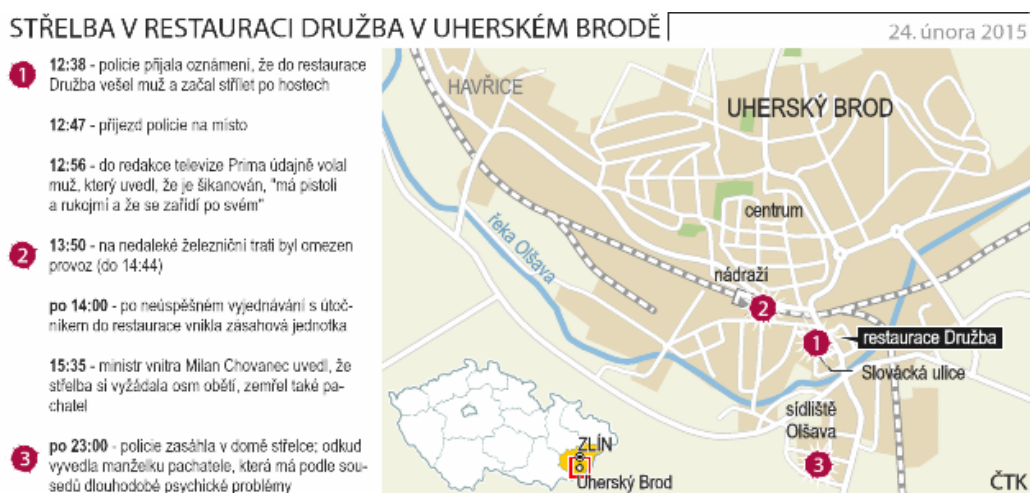 STŘELBA V RESTAURACI DRUŽBA V UHERSKÉM BRODĚ
24. února 2015
1
12:38 - policie přijala oznámení, že do restaurace
Družba vešel muž a začal střílet po hostech
12:47 - příjezd policie na místo
12:56 - do redakce televize Prima údajně volal
muž, který uvedl, že je šikanován, "má pistoli
a rukojmí a že se zařídí po svém"
2
13:50 - na nedaleké železniční trati byl omezen
provoz (do 14:44)
po 14:00 - po neúspěšném vyjednávání s útoč-
níkem do restaurace vnikla zásahová jednotka
15:35 - ministr vnitra Milan Chovanec uvedl, že
střelba si vyžádala osm obětí, zemřel také pa-
chatel
3
po 23:00 - policie zasáhla v domě střelce; odkud
vyvedla manželku pachatele, která má podle sou-
sedů dlouhodobé psychické problémy
HAVŘICE
UHERSKÝ BROD
centrum
řeka Olšava
nádraží
2
1
restaurace Družba
Slovácká ulice
sídliště
Olšava
3
ZLÍN
Uherský Brod
ČTK